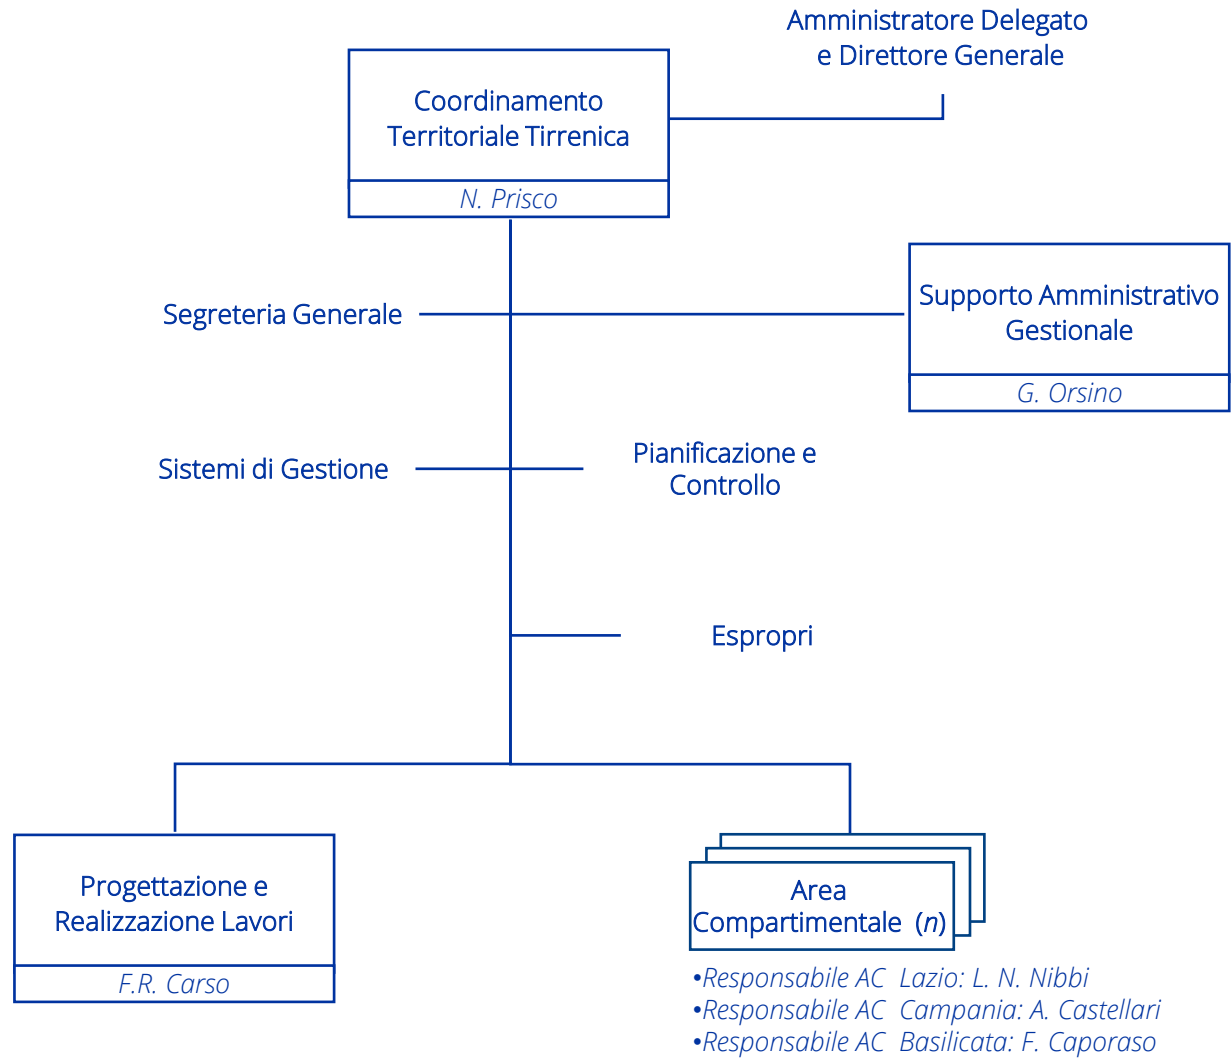 Amministratore Delegato
e Direttore Generale
Coordinamento
Territoriale Tirrenica
N. Prisco
Supporto Amministrativo
Gestionale
G. Orsino
Segreteria Generale
Sistemi di Gestione
Pianificazione e
Controllo
Espropri
Progettazione e
Realizzazione Lavori
F.R. Carso
Area
Compartimentale (n)
•Responsabile AC Lazio: L. N. Nibbi
•Responsabile AC Campania: A. Castellari
•Responsabile AC Basilicata: F. Caporaso